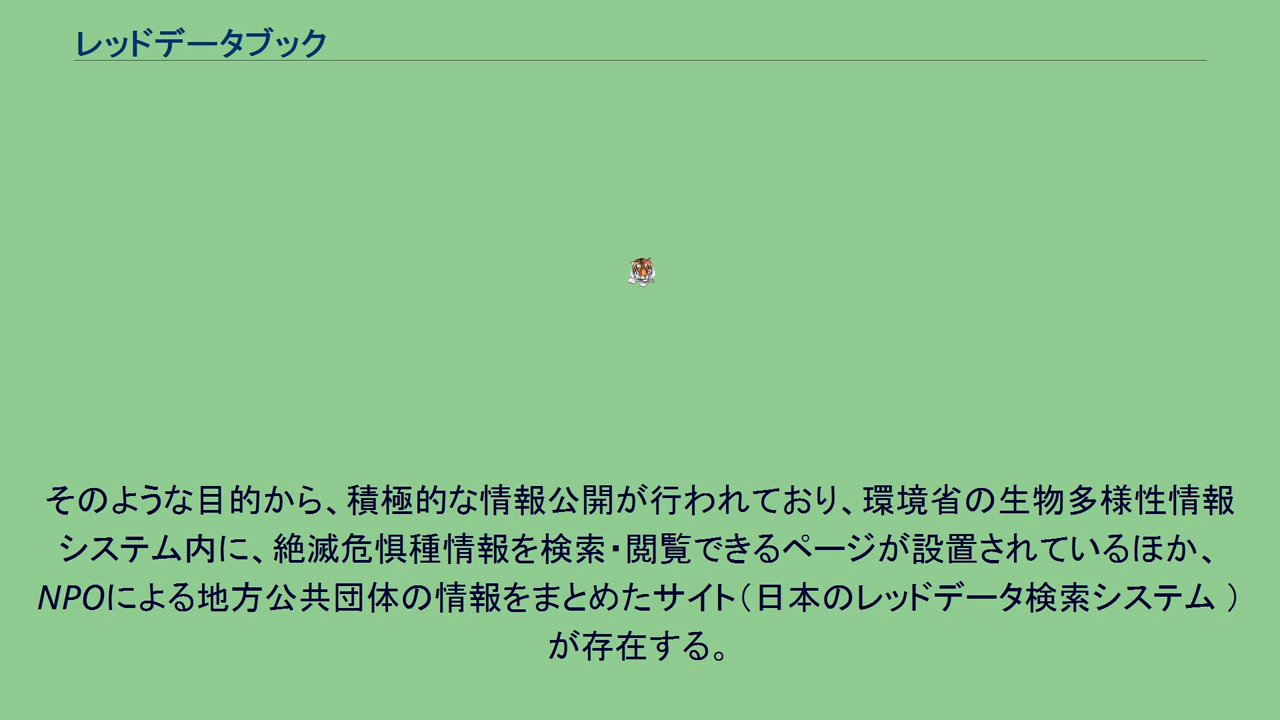 レッドデータブック
そのような目的から、積極的な情報公開が行われており、環境省の生物多様性情報
システム内に、絶滅危惧種情報を検索・閲覧できるページが設置されているほか、
NPOによる地方公共団体の情報をまとめたサイト（日本のレッドデータ検索システム ）
が存在する。